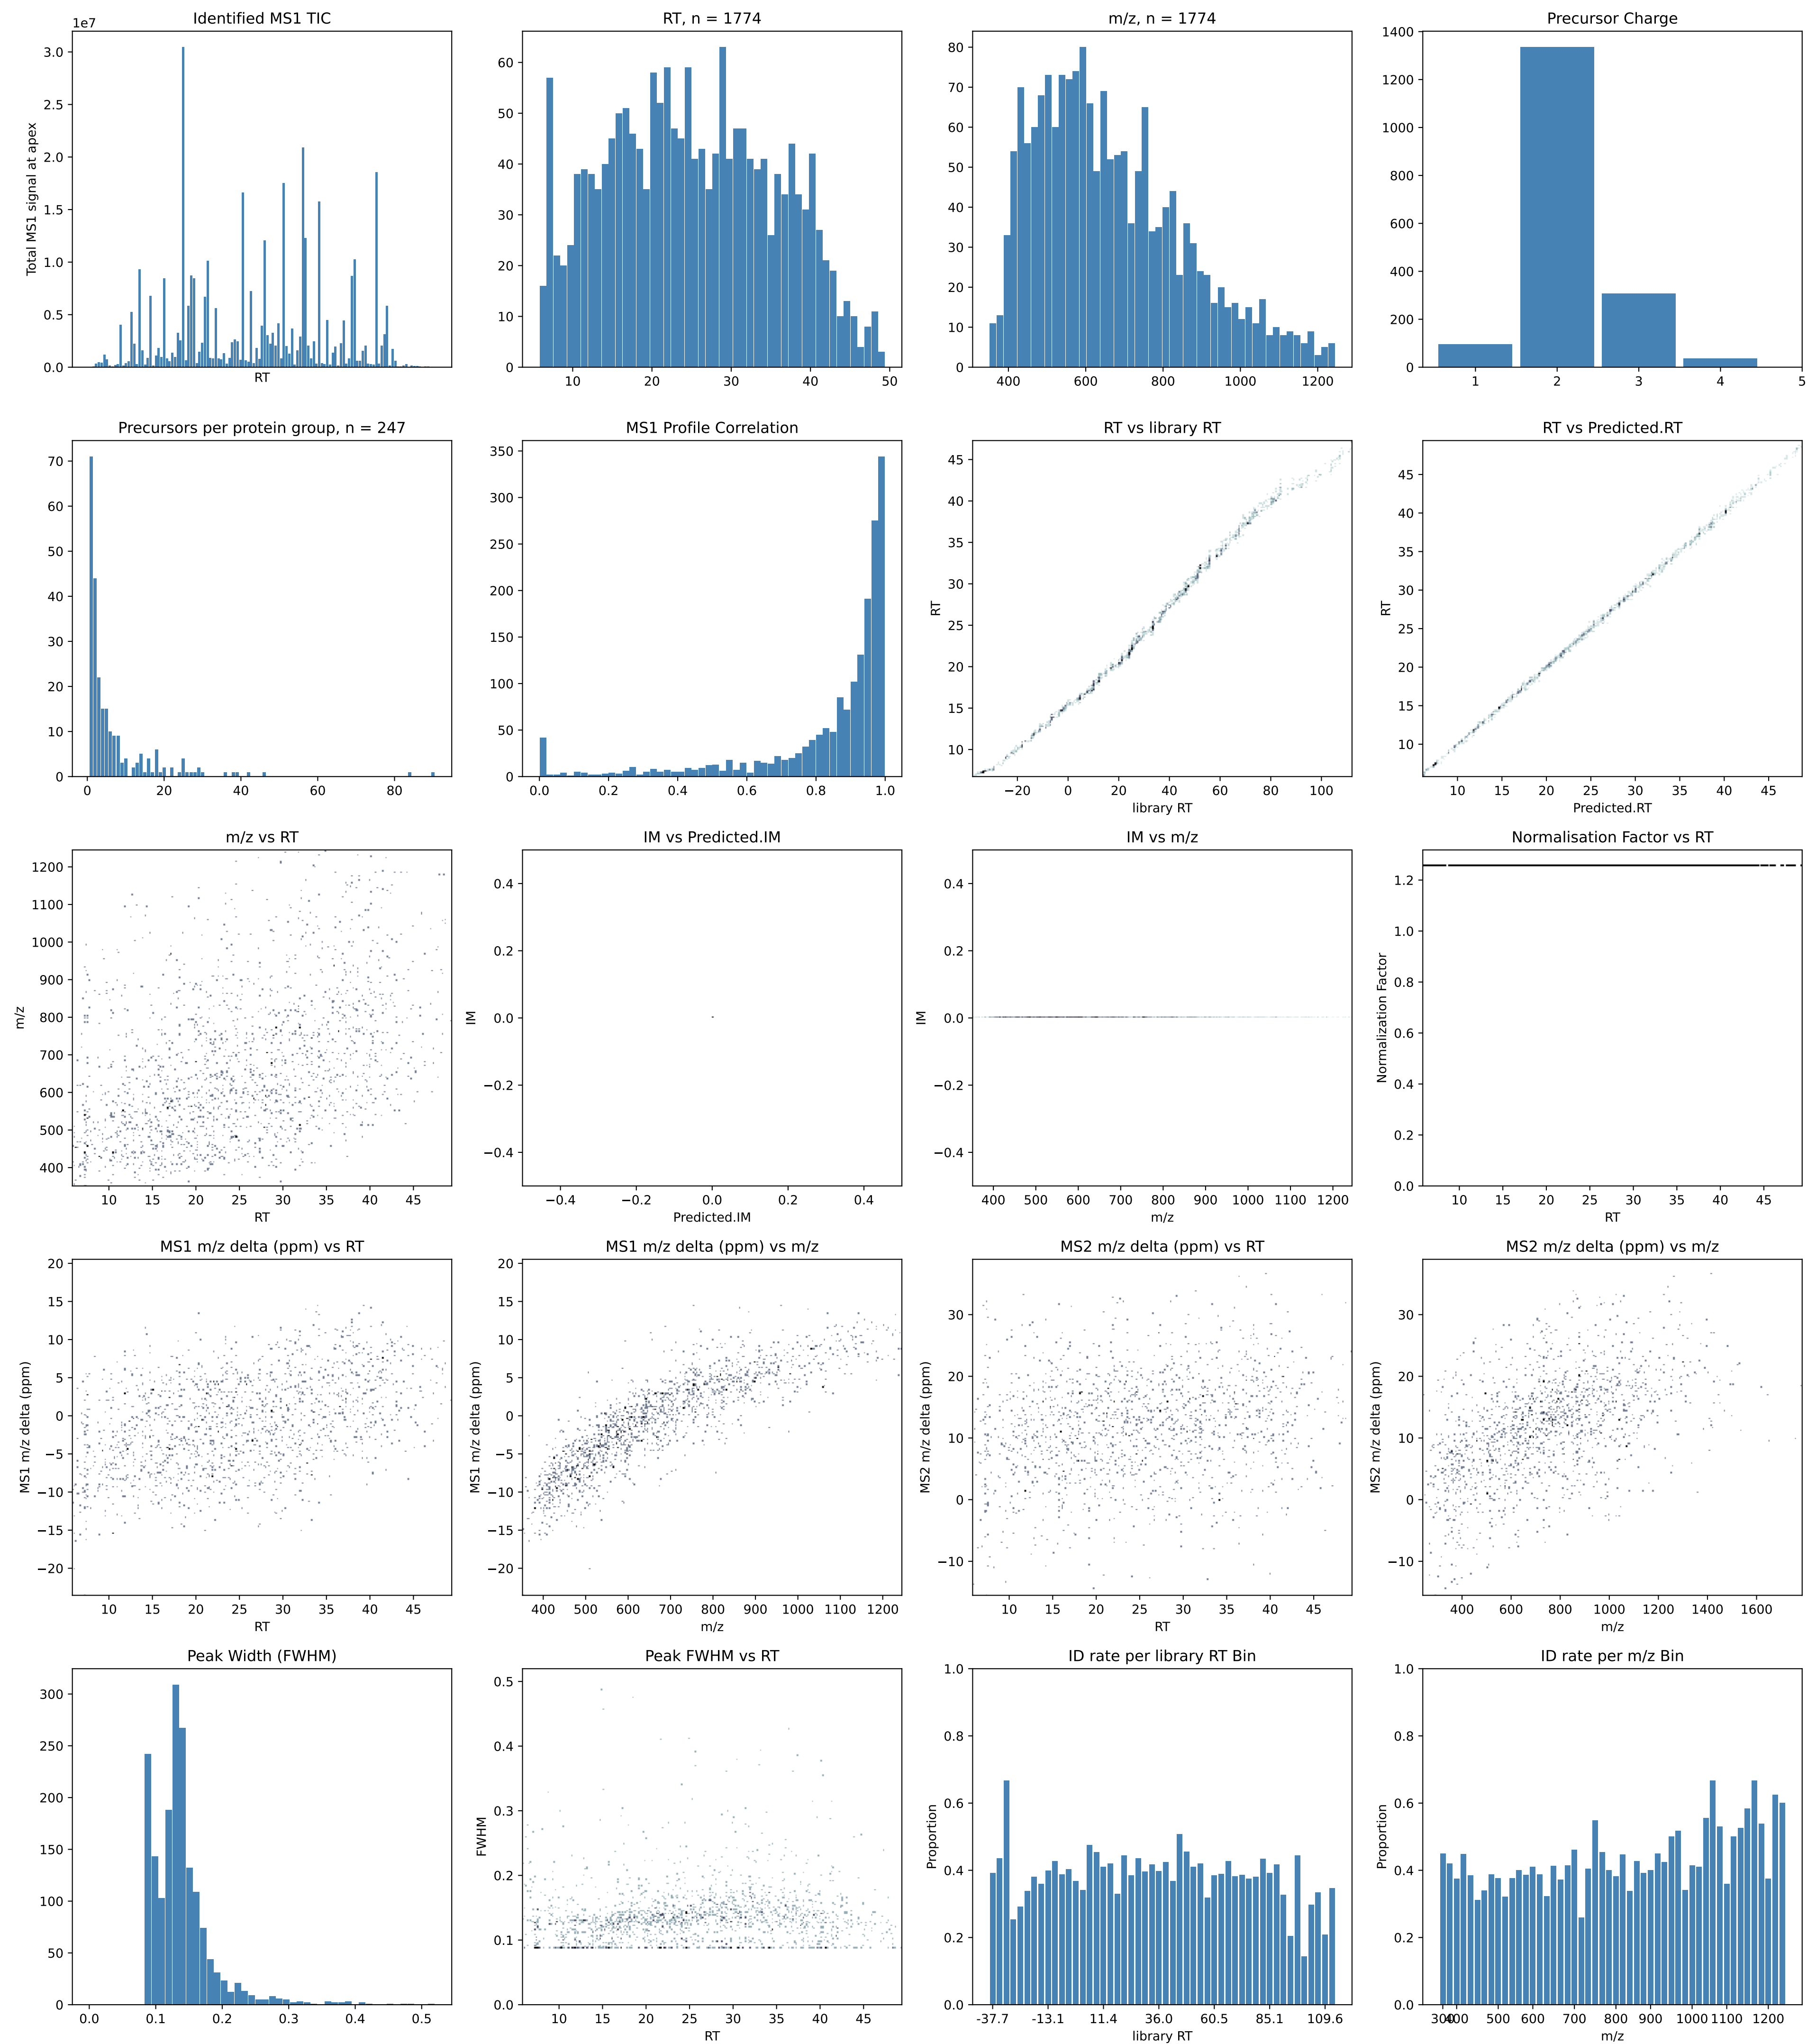 Identified MS1 TIC
1e7
3.0
2.5
2.0
1.5
1.0
0.5
0.0
Total MS1 signal at apex
RT
RT, n = 1774
60
50
40
30
20
10
0
10 20 30 40 50
m/z, n = 1774
80
70
60
50
40
30
20
10
0
400 600 800 1000 1200
Precursor Charge
1400
1200
1000
800
600
400
200
0
1 2 3 4 5
Precursors per protein group, n = 247
70
60
50
40
30
20
10
0
0 20 40 60 80
MS1 Profile Correlation
350
300
250
200
150
100
50
0
0.0 0.2 0.4 0.6 0.8 1.0
RT vs library RT
45
40
35
30
25
20
15
10
RT
−20 0 20 40 60 80 100
library RT
RT vs Predicted.RT
45
40
35
30
25
20
15
10
RT
10 15 20 25 30 35 40 45
Predicted.RT
m/z vs RT
1200
1100
1000
900
800
700
600
500
400
m/z
10 15 20 25 30 35 40 45
RT
IM vs Predicted.IM
0.4
0.2
0.0
−0.2
−0.4
IM
−0.4 −0.2 0.0 0.2 0.4
Predicted.IM
IM vs m/z
0.4
0.2
0.0
−0.2
−0.4
IM
400 500 600 700 800 900 1000 1100 1200
m/z
Normalisation Factor vs RT
1.2
1.0
0.8
0.6
0.4
0.2
0.0
Normalization Factor
10 15 20 25 30 35 40 45
RT
MS1 m/z delta (ppm) vs RT
20
15
10
5
0
−5
−10
−15
−20
MS1 m/z delta (ppm)
10 15 20 25 30 35 40 45
RT
MS1 m/z delta (ppm) vs m/z
20
15
10
5
0
−5
−10
−15
−20
MS1 m/z delta (ppm)
400 500 600 700 800 900 1000 1100 1200
m/z
MS2 m/z delta (ppm) vs RT
30
20
10
0
−10
MS2 m/z delta (ppm)
10 15 20 25 30 35 40 45
RT
MS2 m/z delta (ppm) vs m/z
30
20
10
0
−10
MS2 m/z delta (ppm)
400 600 800 1000 1200 1400 1600
m/z
Peak Width (FWHM)
300
250
200
150
100
50
0
0.0 0.1 0.2 0.3 0.4 0.5
Peak FWHM vs RT
0.5
0.4
0.3
0.2
0.1
0.0
FWHM
10 15 20 25 30 35 40 45
RT
ID rate per library RT Bin
1.0
0.8
0.6
0.4
0.2
0.0
Proportion
-37.7 -13.1 11.4 36.0 60.5 85.1 109.6
library RT
ID rate per m/z Bin
1.0
0.8
0.6
0.4
0.2
0.0
Proportion
300 400 500 600 700 800 900 1000 1100 1200
m/z